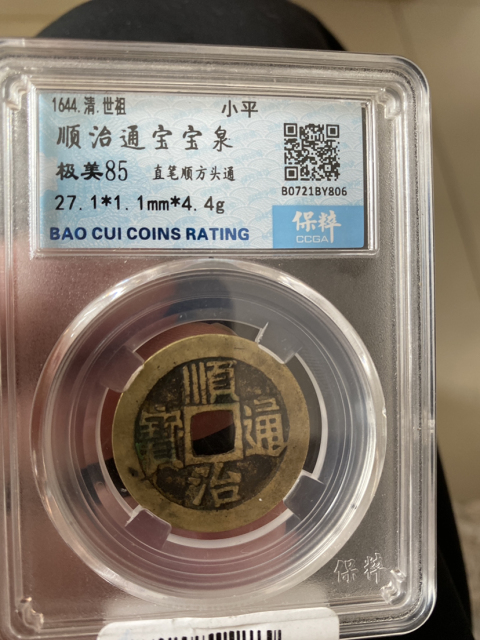 1644.清.世祖 小平
顺治通宝宝泉
极美85 直笔顺方头通
B0721BY806
27.1*1.1mm*4.4g
保粹
CCGA
BAO CUI COINS RATING
順
寶 通
治
保粹